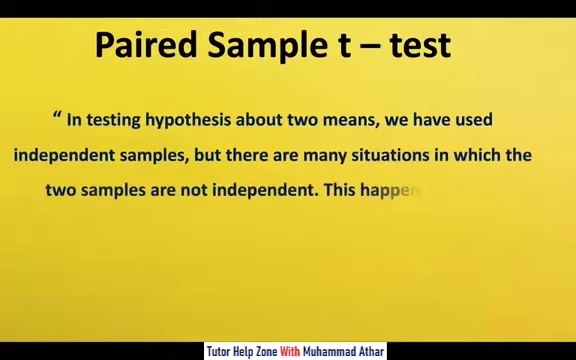 Paired Sample t – test
“ In testing hypothesis about two means, we have used
independent samples, but there are many situations in which the
two samples are not independent. This happen
Tutor Help Zone With Muhammad Athar